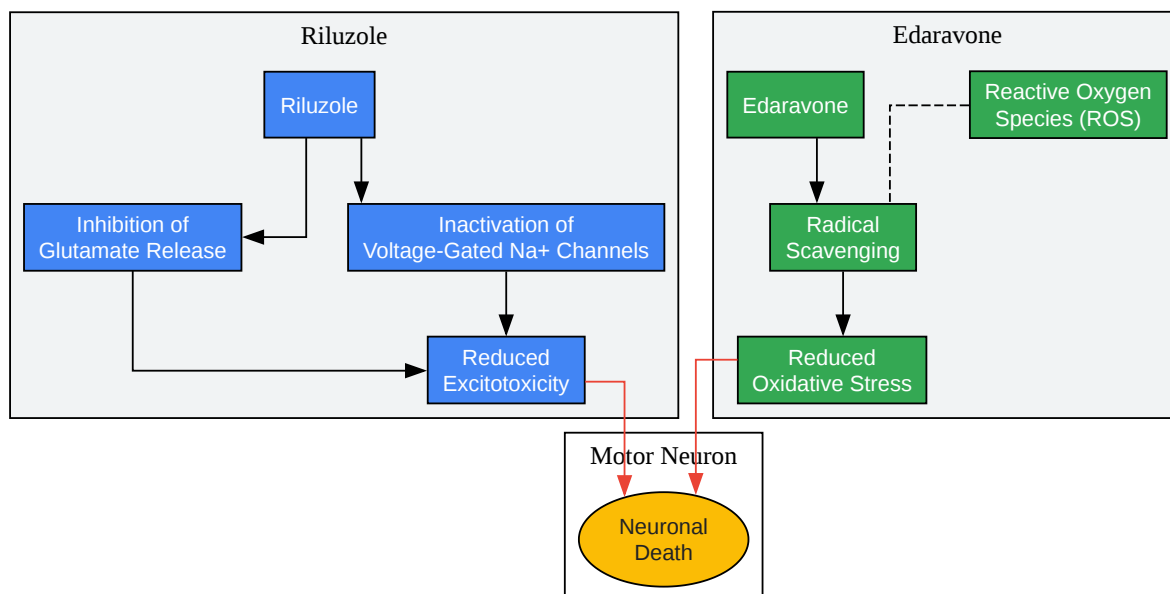 Riluzole
Riluzole
Inhibition of
Glutamate Release
Inactivation of
Voltage-Gated Na+ Channels
Reduced
Excitotoxicity
Edaravone
Edaravone
Reactive Oxygen
Species (ROS)
Radical
Scavenging
Reduced
Oxidative Stress
Motor Neuron
Neuronal
Death